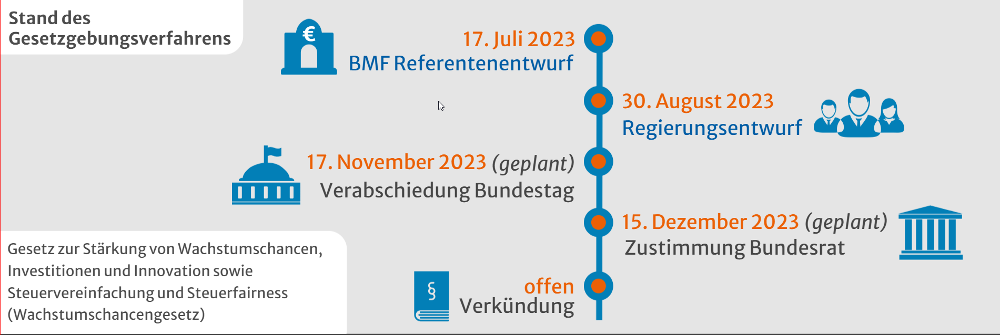 Stand des
Gesetzgebungsverfahrens
€
17. Juli 2023
BMF Referentenentwurf
30. August 2023
Regierungsentwurf
17. November 2023 (geplant)
Verabschiedung Bundestag
15. Dezember 2023 (geplant)
Zustimmung Bundesrat
§
offen
Verkündung
Gesetz zur Stärkung von Wachstumschancen,
Investitionen und Innovation sowie
Steuervereinfachung und Steuerfairness
(Wachstumschancengesetz)